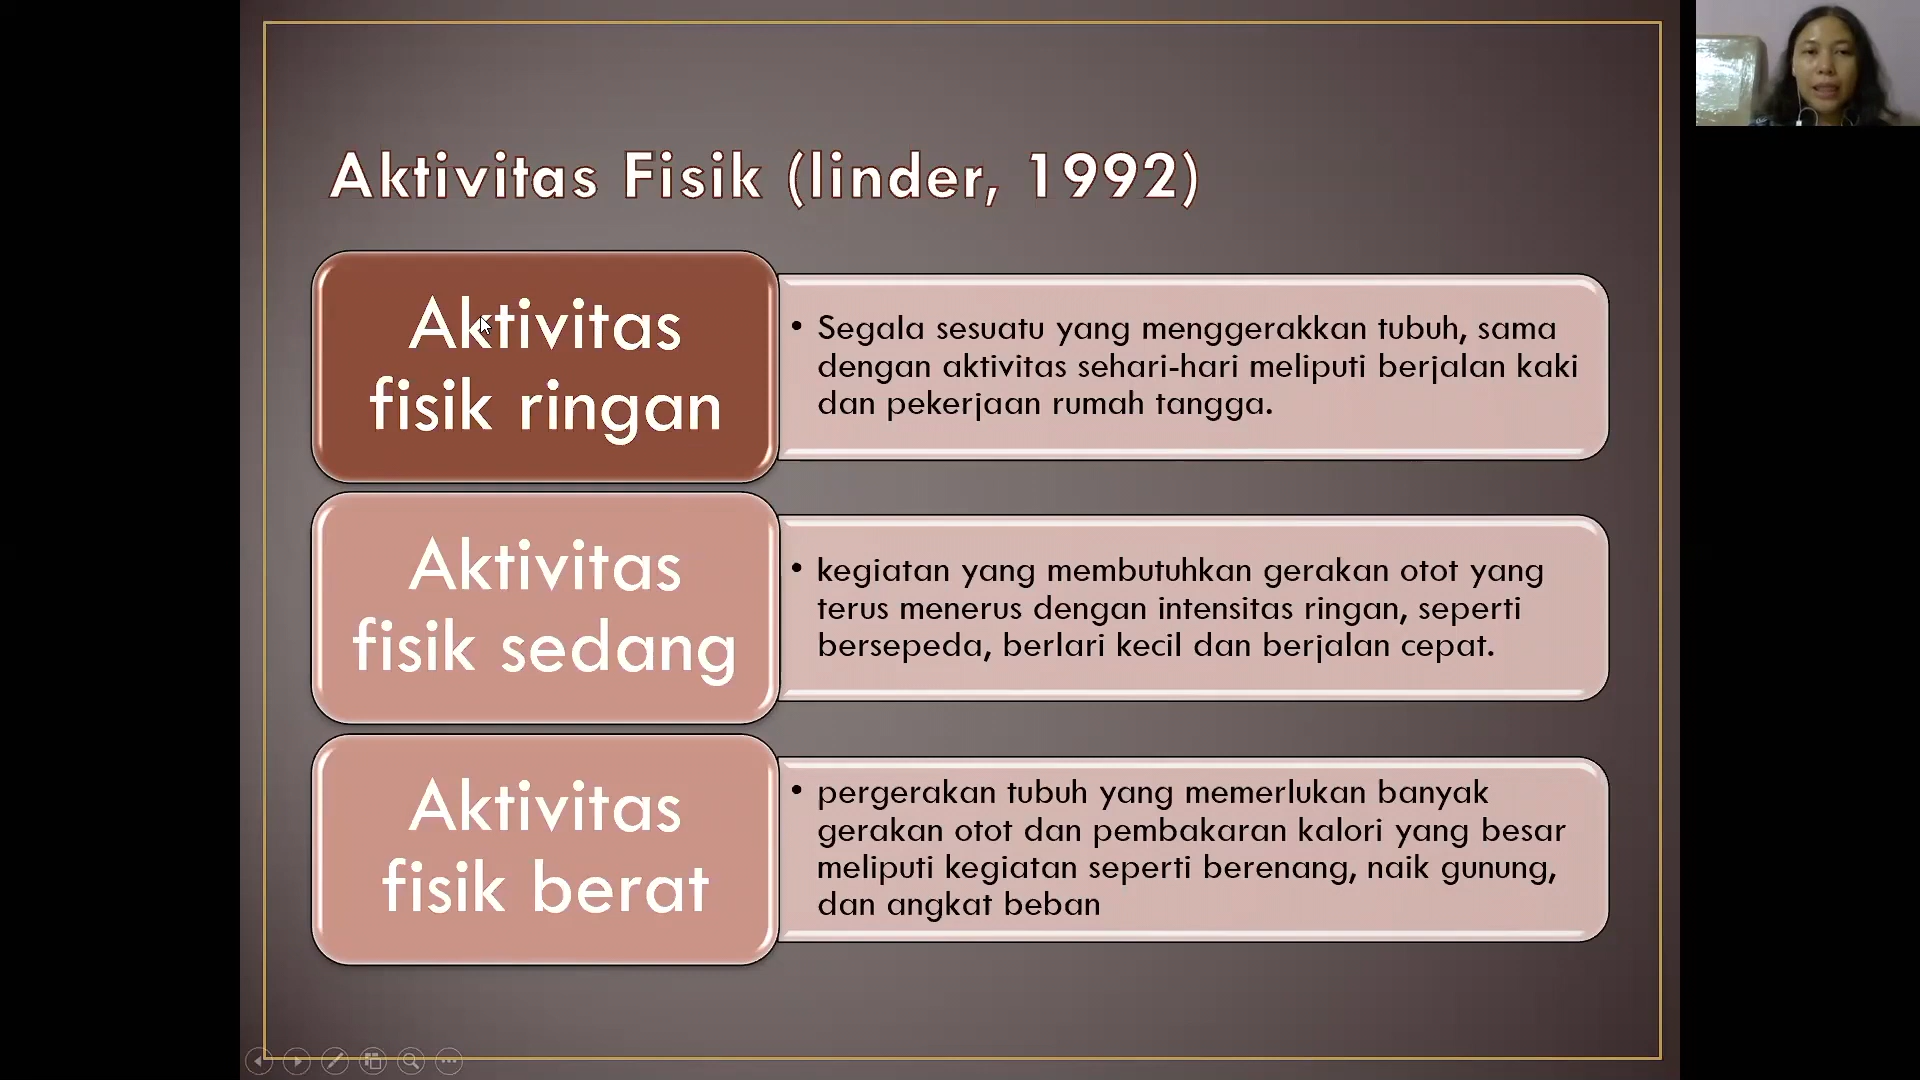 Aktivitas Fisik (linder, 1992)
Aktivitas
fisik ringan
• Segala sesuatu yang menggerakkan tubuh, sama
dengan aktivitas sehari-hari meliputi berjalan kaki
dan pekerjaan rumah tangga.
Aktivitas
fisik sedang
• kegiatan yang membutuhkan gerakan otot yang
terus menerus dengan intensitas ringan, seperti
bersepeda, berlari kecil dan berjalan cepat.
Aktivitas
fisik berat
• pergerakan tubuh yang memerlukan banyak
gerakan otot dan pembakaran kalori yang besar
meliputi kegiatan seperti berenang, naik gunung,
dan angkat beban